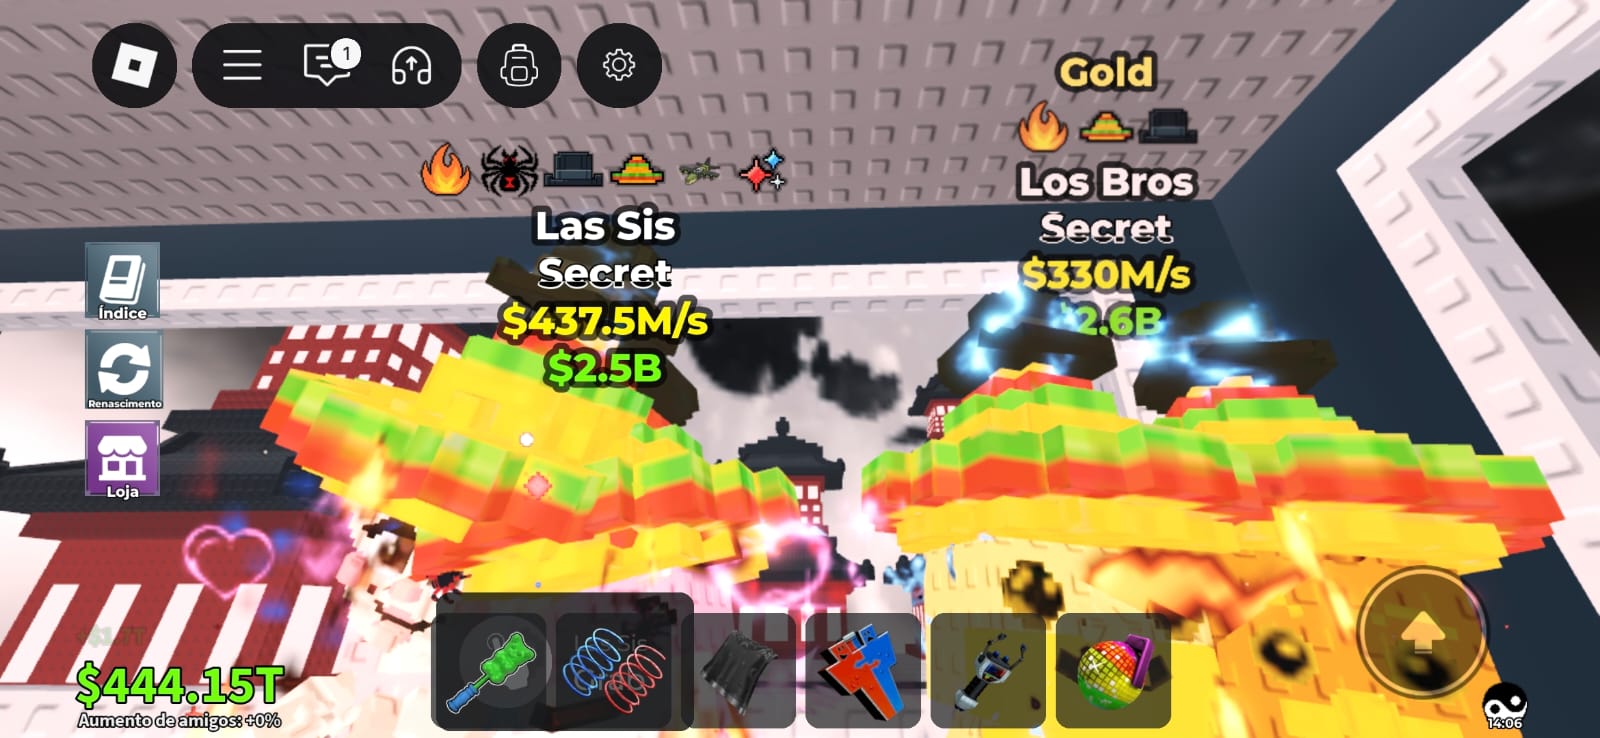 1
Gold
Los Bros
Secret
$330M/s
$2.6B
Las Sis
Secret
$437.5M/s
$2.5B
Índice
Renascimento
Loja
$444.15T
Aumento de amigos: +0%
14:06